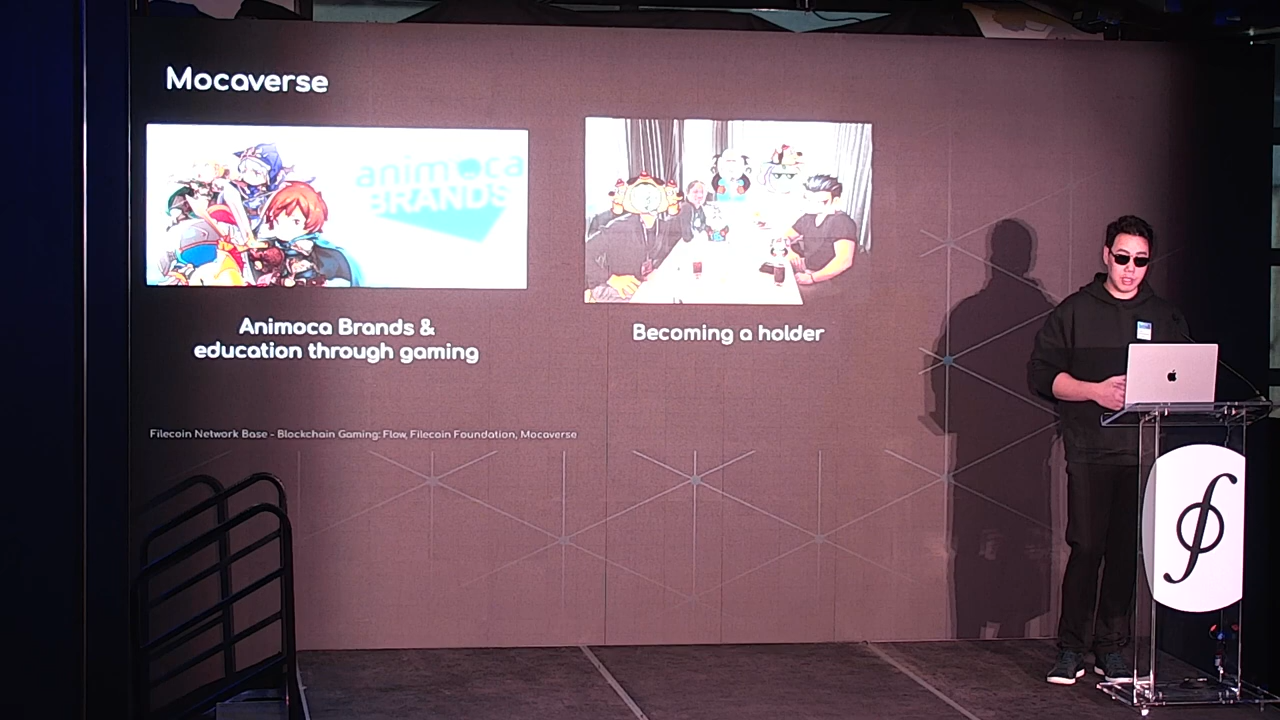 Mocaverse
animoca
BRANDS
Animoca Brands &
education through gaming
Becoming a holder
Filecoin Network Base - Blockchain Gaming: Flow, Filecoin Foundation, Mocaverse